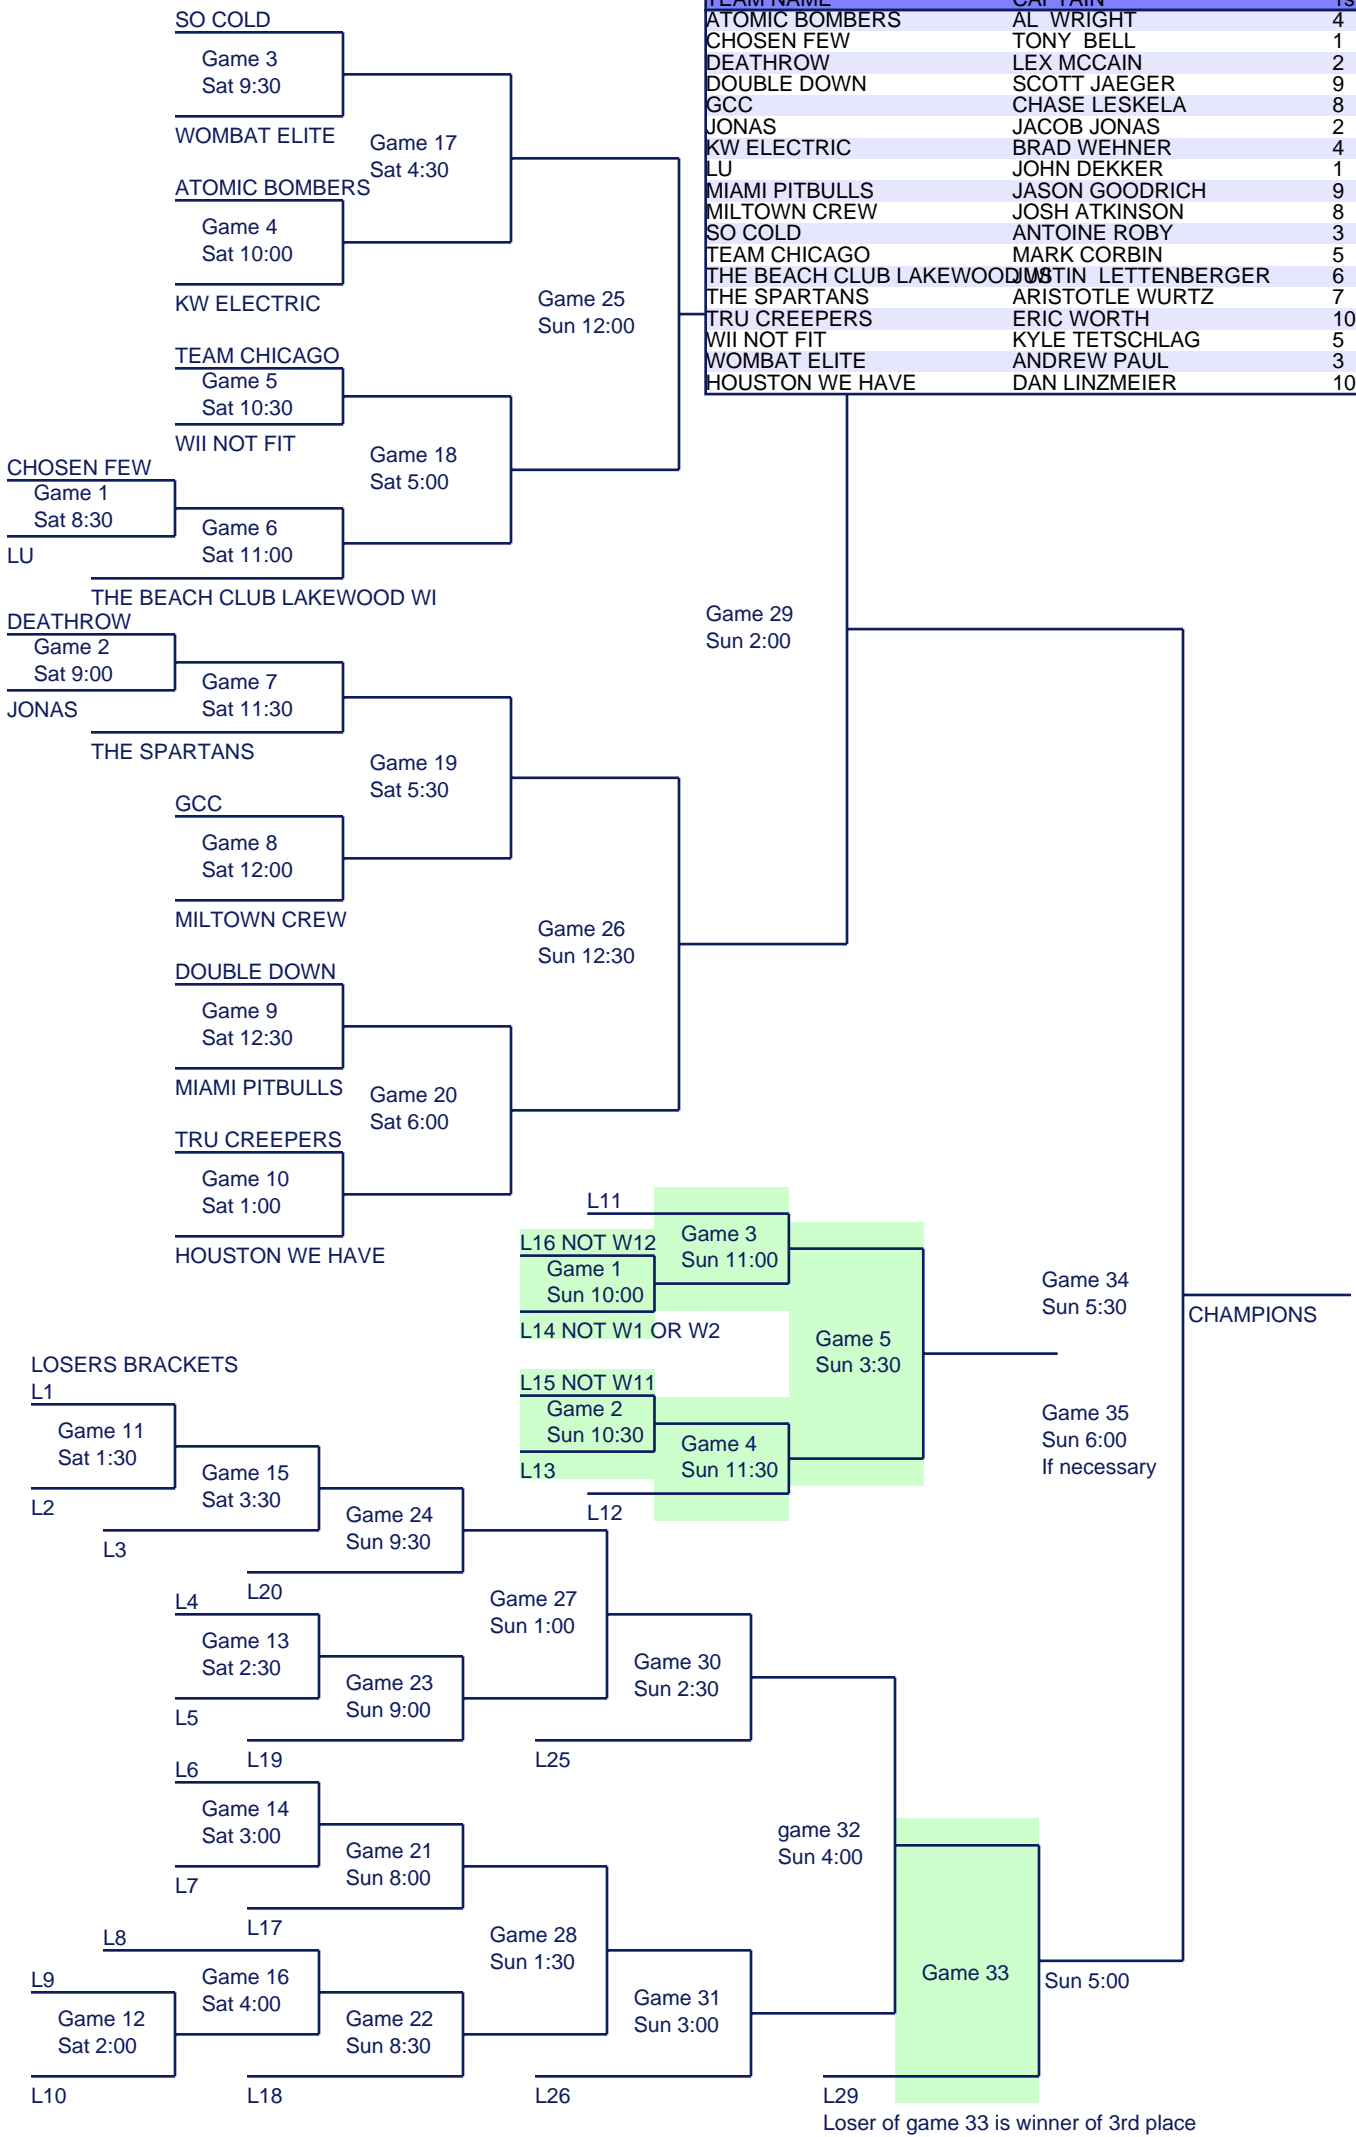 TEAM NAME CAPTAIN
ATOMIC BOMBERS AL WRIGHT 4
CHOSEN FEW TONY BELL 1
DEATHROW LEX MCCAIN 2
DOUBLE DOWN SCOTT JAEGER 9
GCC CHASE LESKELA 8
JONAS JACOB JONAS 2
KW ELECTRIC BRAD WEHNER 4
LU JOHN DEKKER 1
MIAMI PITBULLS JASON GOODRICH 9
MILTOWN CREW JOSH ATKINSON 8
SO COLD ANTOINE ROBY 3
TEAM CHICAGO MARK CORBIN 5
THE BEACH CLUB LAKEWOOD WI JUSTIN LETTENBERGER 6
THE SPARTANS ARISTOTLE WURTZ 7
TRU CREEPERS ERIC WORTH 10
WII NOT FIT KYLE TETSCHLAG 5
WOMBAT ELITE ANDREW PAUL 3
HOUSTON WE HAVE DAN LINZMEIER 10
SO COLD
Game 3
Sat 9:30
WOMBAT ELITE
Game 17
Sat 4:30
ATOMIC BOMBERS
Game 4
Sat 10:00
KW ELECTRIC
Game 25
Sun 12:00
TEAM CHICAGO
Game 5
Sat 10:30
WII NOT FIT
Game 18
Sat 5:00
CHOSEN FEW
Game 1
Sat 8:30
LU
Game 6
Sat 11:00
THE BEACH CLUB LAKEWOOD WI
Game 29
Sun 2:00
DEATHROW
Game 2
Sat 9:00
JONAS
Game 7
Sat 11:30
THE SPARTANS
Game 19
Sat 5:30
GCC
Game 8
Sat 12:00
MILTOWN CREW
Game 26
Sun 12:30
DOUBLE DOWN
Game 9
Sat 12:30
MIAMI PITBULLS
Game 20
Sat 6:00
TRU CREEPERS
Game 10
Sat 1:00
HOUSTON WE HAVE
L11
Game 3
Sun 11:00
L16 NOT W12
Game 1
Sun 10:00
L14 NOT W1 OR W2
Game 5
Sun 3:30
L15 NOT W11
Game 2
Sun 10:30
L13
Game 4
Sun 11:30
L12
Game 34
Sun 5:30
CHAMPIONS
Game 35
Sun 6:00
If necessary
LOSERS BRACKETS
L1
Game 11
Sat 1:30
L2
Game 15
Sat 3:30
L3
Game 24
Sun 9:30
L20
L4
Game 13
Sat 2:30
L5
Game 23
Sun 9:00
L19
Game 27
Sun 1:00
Game 30
Sun 2:30
L25
L6
Game 14
Sat 3:00
L7
Game 21
Sun 8:00
L17
L8
Game 16
Sat 4:00
L9
Game 12
Sat 2:00
L10
Game 22
Sun 8:30
L18
Game 28
Sun 1:30
Game 31
Sun 3:00
L26
game 32
Sun 4:00
Game 33
Sun 5:00
L29
Loser of game 33 is winner of 3rd place